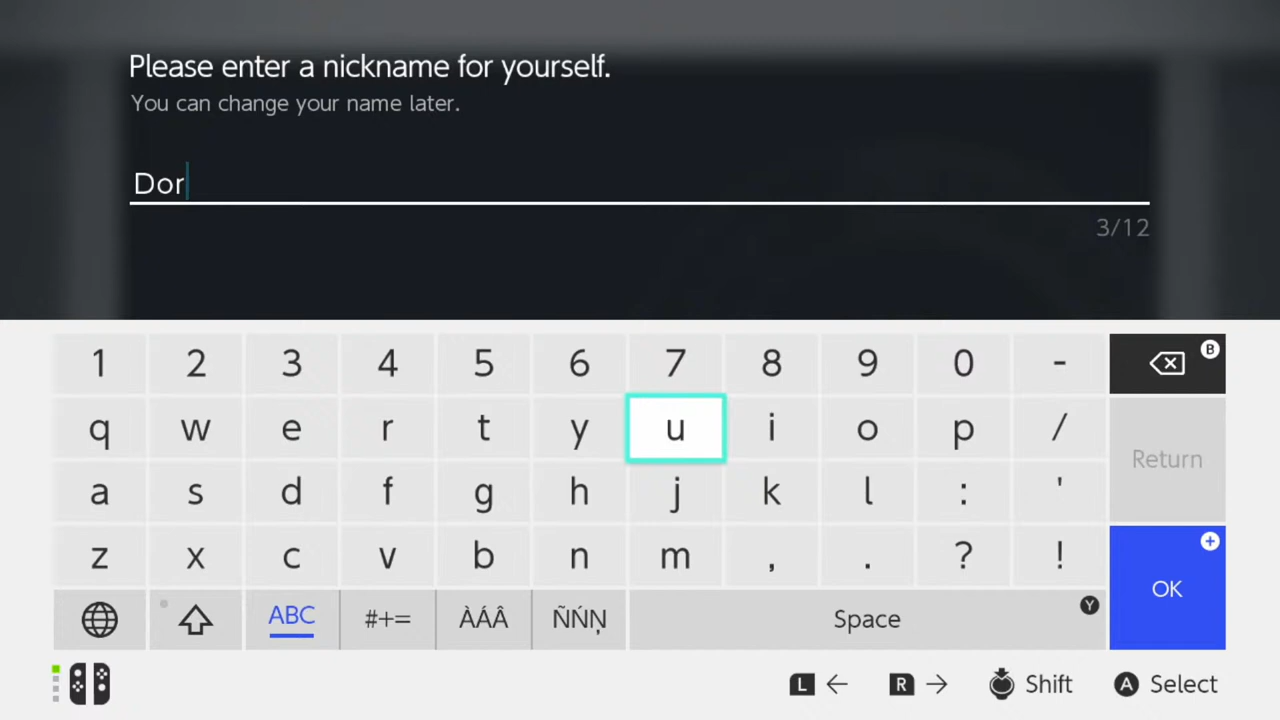 Please enter a nickname for yourself.
You can change your name later.
Dor
3/12
1 2 3 4 5 6 7 8 9 0 - B
q w e r t y u i o p / Return
a s d f g h j k l : '
z x c v b n m , . ? ! OK +
ABC #+= ÀÁÂ ÑŃŅ Space Y
L ← R → Shift A Select